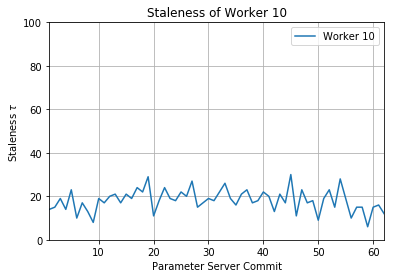 Staleness of Worker 10
Worker 10
100
80
60
40
20
0
Staleness τ
10 20 30 40 50 60
Parameter Server Commit